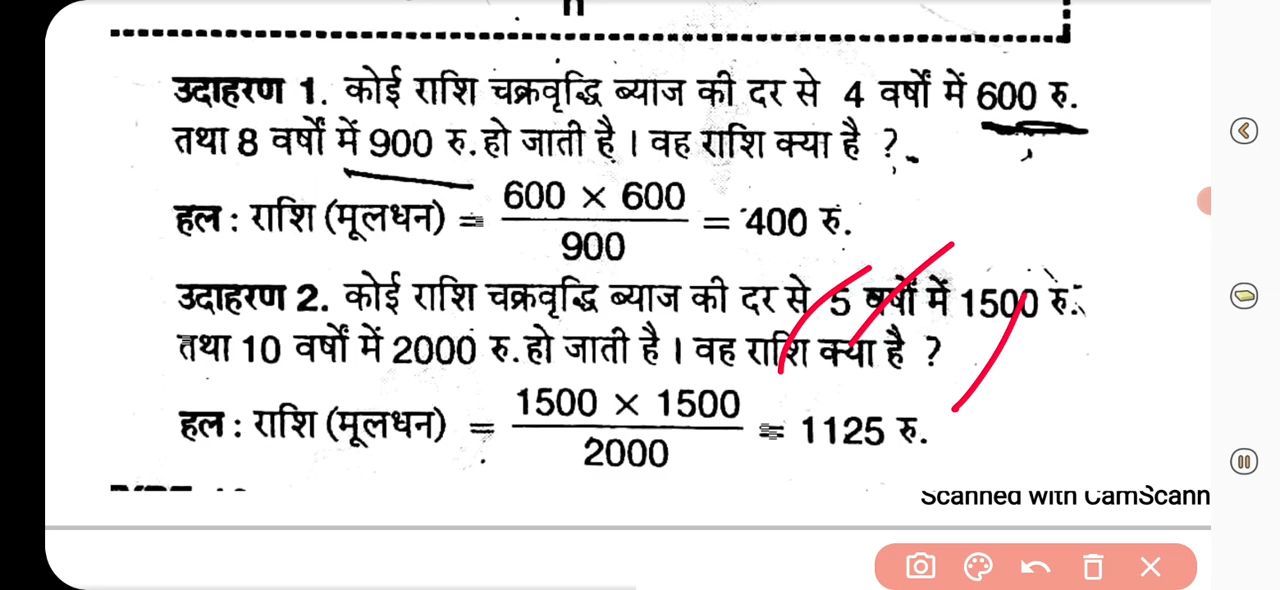 उदाहरण 1. कोई राशि चक्रवृद्धि ब्याज की दर से 4 वर्षों में 600 रु.
तथा 8 वर्षों में 900 रु. हो जाती है । वह राशि क्या है ?
हल : राशि (मूलधन) = 600 × 600 / 900 = 400 रु.
उदाहरण 2. कोई राशि चक्रवृद्धि ब्याज की दर से 5 वर्षों में 1500 रु.
तथा 10 वर्षों में 2000 रु. हो जाती है । वह राशि क्या है ?
हल : राशि (मूलधन) = 1500 × 1500 / 2000 = 1125 रु.
Scanned with CamScann